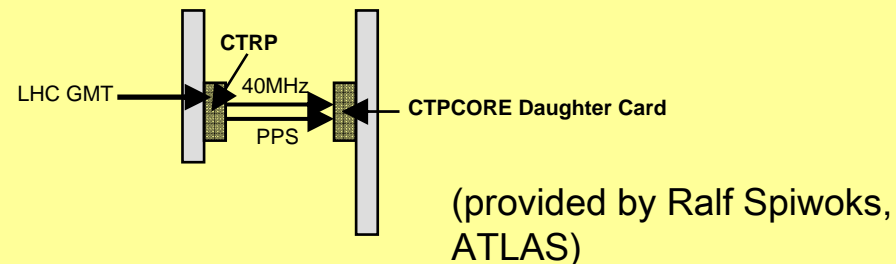 CTRP
LHC GMT
40MHz
PPS
CTPCORE Daughter Card
(provided by Ralf Spiwoks,
ATLAS)